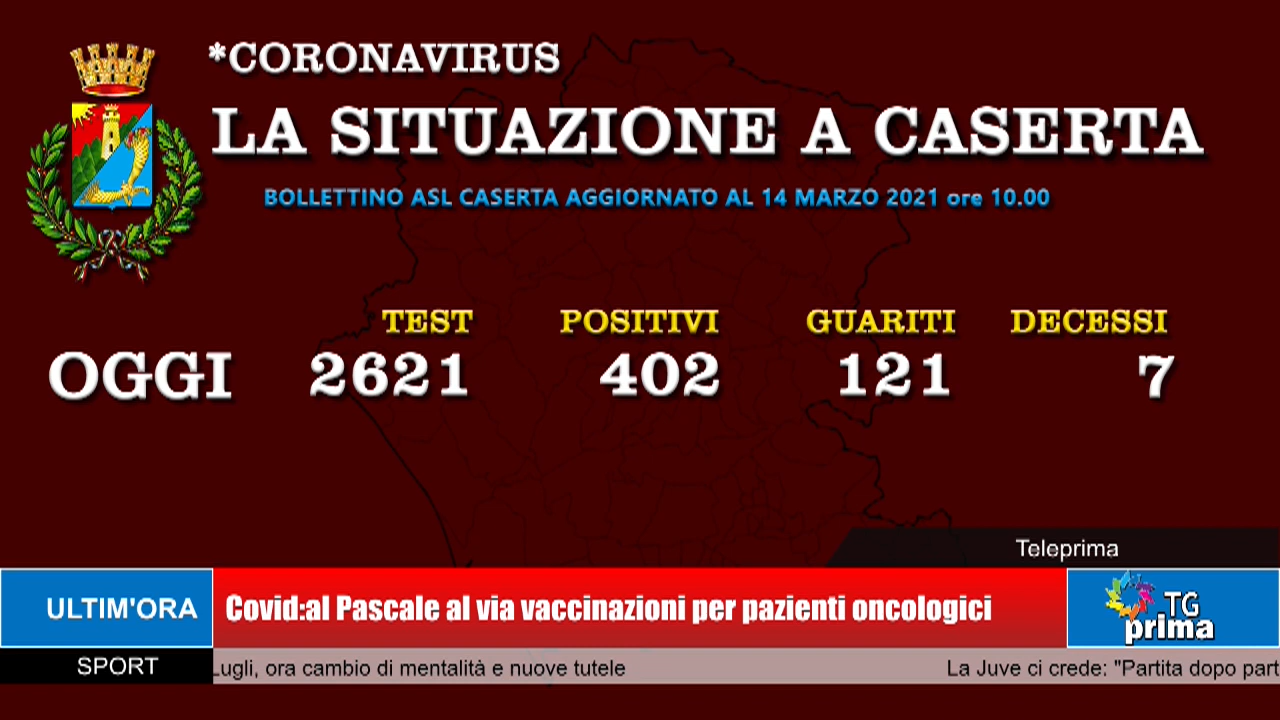 *CORONAVIRUS
LA SITUAZIONE A CASERTA
BOLLETTINO ASL CASERTA AGGIORNATO AL 14 MARZO 2021 ore 10.00
TEST POSITIVI GUARITI DECESSI
OGGI 2621 402 121 7
Teleprima
ULTIM'ORA Covid:al Pascale al via vaccinazioni per pazienti oncologici
TG
prima
SPORT Lugli, ora cambio di mentalità e nuove tutele La Juve ci crede: "Partita dopo part